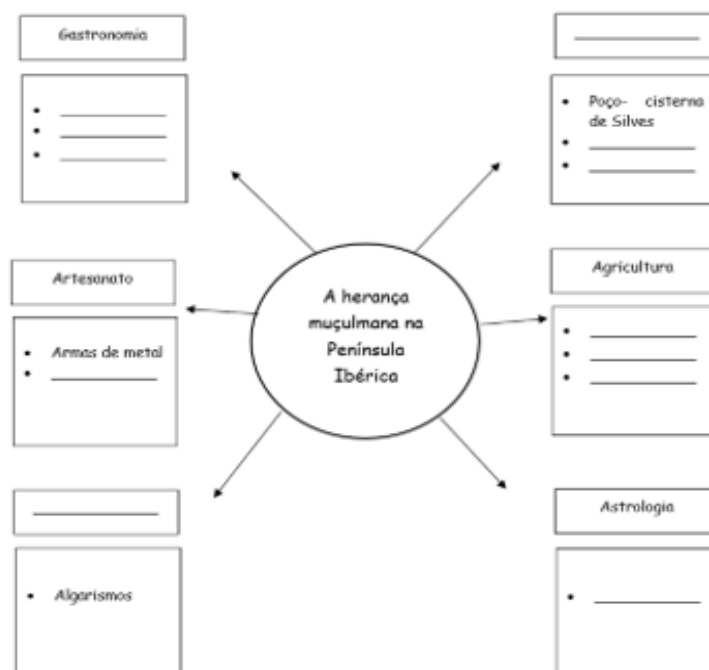 Gastronomia
Poço- cisterna
de Silves
Artesanato
Armas de metal
A herança
muçulmana na
Península
Ibérica
Agricultura
Algarismos
Astrologia